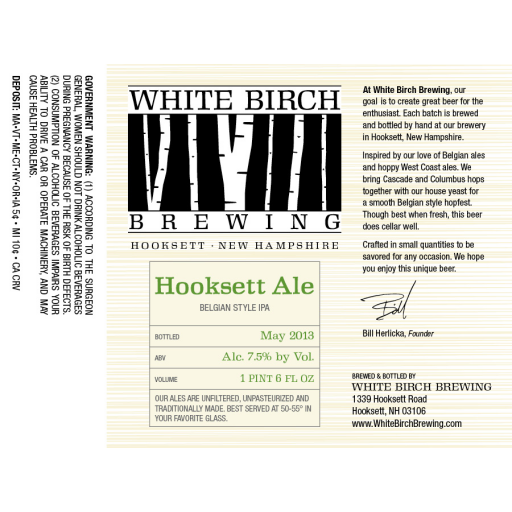 GOVERNMENT WARNING: (1) ACCORDING TO THE SURGEON
GENERAL, WOMEN SHOULD NOT DRINK ALCOHOLIC BEVERAGES
DURING PREGNANCY BECAUSE OF THE RISK OF BIRTH DEFECTS.
(2) CONSUMPTION OF ALCOHOLIC BEVERAGES IMPAIRS YOUR
ABILITY TO DRIVE A CAR OR OPERATE MACHINERY, AND MAY
CAUSE HEALTH PROBLEMS.
DEPOSIT: MA•VT•ME•CT•NY•OR•IA 5¢ • MI 10¢ • CA CRV
WHITE BIRCH
BREWING
HOOKSETT · NEW HAMPSHIRE
Hooksett Ale
BELGIAN STYLE IPA
BOTTLED May 2013
ABV Alc. 7.5% by Vol.
VOLUME 1 PINT 6 FL OZ
OUR ALES ARE UNFILTERED, UNPASTEURIZED AND
TRADITIONALLY MADE. BEST SERVED AT 50-55° IN
YOUR FAVORITE GLASS.
At White Birch Brewing, our
goal is to create great beer for the
enthusiast. Each batch is brewed
and bottled by hand at our brewery
in Hooksett, New Hampshire.
Inspired by our love of Belgian ales
and hoppy West Coast ales. We
bring Cascade and Columbus hops
together with our house yeast for
a smooth Belgian style hopfest.
Though best when fresh, this beer
does cellar well.
Crafted in small quantities to be
savored for any occasion. We hope
you enjoy this unique beer.
Bill
Bill Herlicka, Founder
BREWED & BOTTLED BY
WHITE BIRCH BREWING
1339 Hooksett Road
Hooksett, NH 03106
www.WhiteBirchBrewing.com